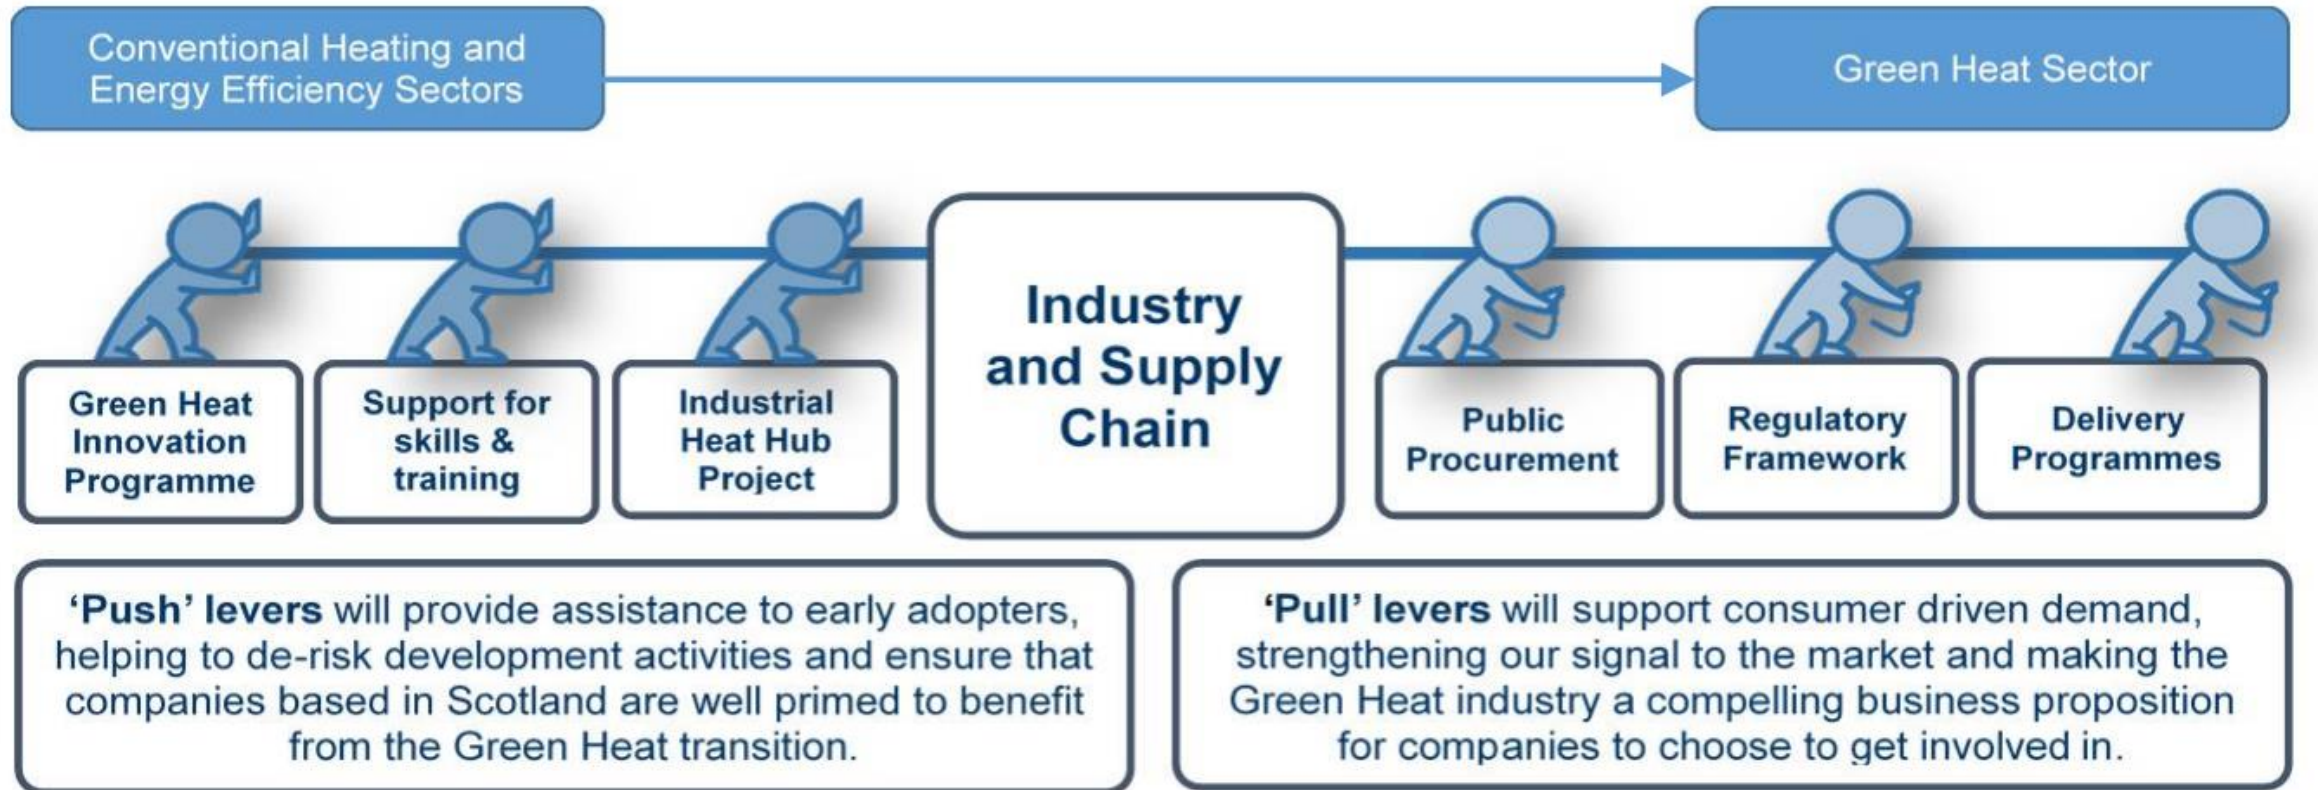 Conventional Heating and
Energy Efficiency Sectors
Green Heat Sector
Green Heat
Innovation
Programme
Support for
skills &
training
Industrial
Heat Hub
Project
Industry
and Supply
Chain
Public
Procurement
Regulatory
Framework
Delivery
Programmes
‘Push’ levers will provide assistance to early adopters,
helping to de-risk development activities and ensure that
companies based in Scotland are well primed to benefit
from the Green Heat transition.
‘Pull’ levers will support consumer driven demand,
strengthening our signal to the market and making the
Green Heat industry a compelling business proposition
for companies to choose to get involved in.